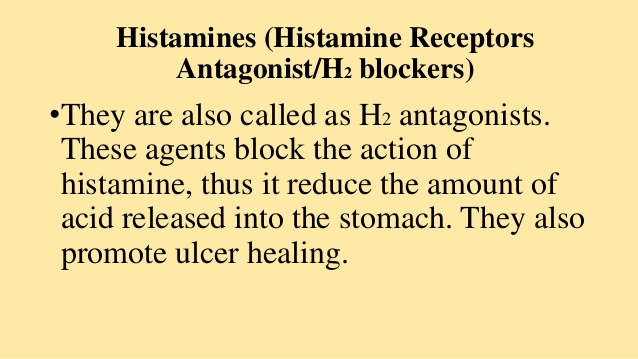 Histamines (Histamine Receptors
Antagonist/H₂ blockers)
•They are also called as H₂ antagonists.
These agents block the action of
histamine, thus it reduce the amount of
acid released into the stomach. They also
promote ulcer healing.